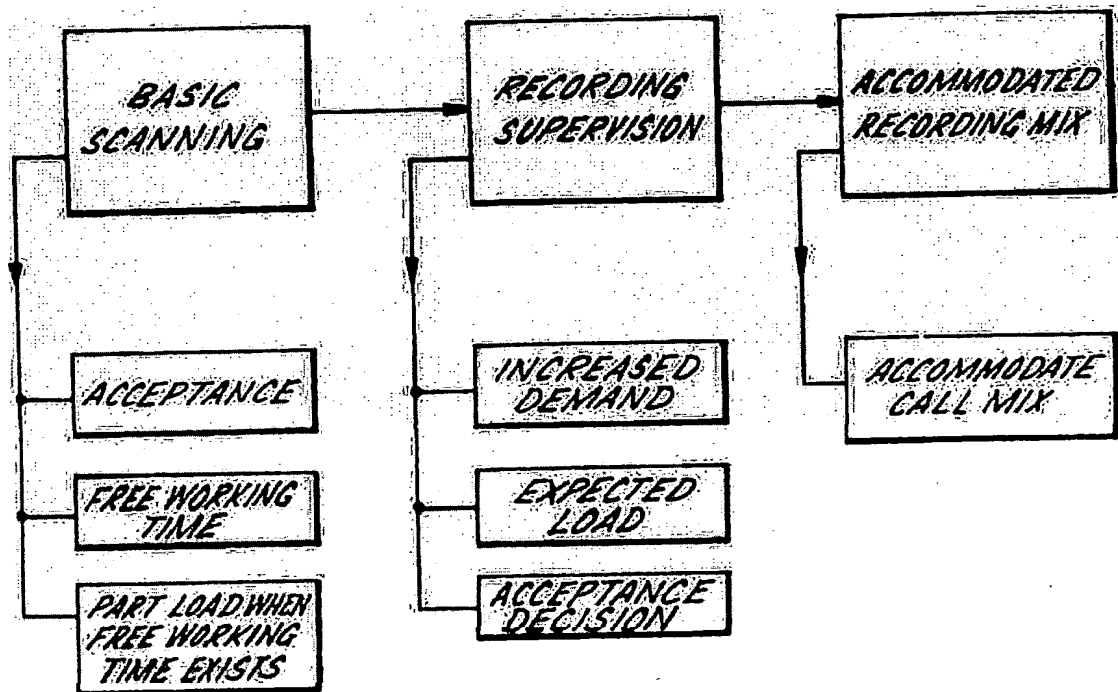 BASIC
SCANNING
RECORDING
SUPERVISION
ACCOMMODATED
RECORDING MIX
ACCEPTANCE
FREE WORKING
TIME
PART LOAD WHEN
FREE WORKING
TIME EXISTS
INCREASED
DEMAND
EXPECTED
LOAD
ACCEPTANCE
DECISION
ACCOMMODATE
CALL MIX